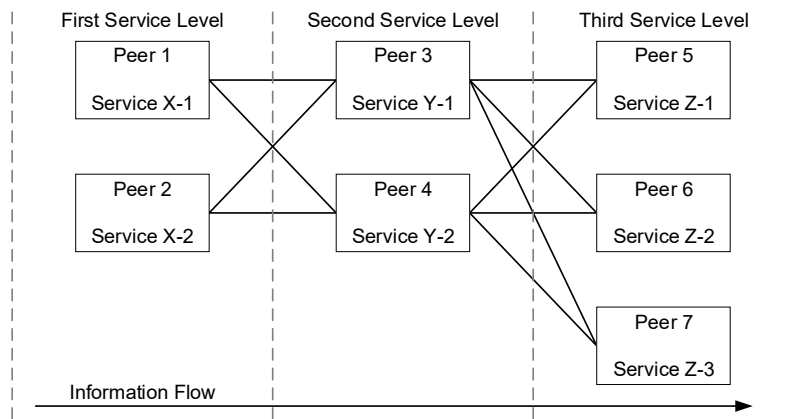 First Service Level
Second Service Level
Third Service Level
Peer 1
Service X-1
Peer 3
Service Y-1
Peer 5
Service Z-1
Peer 2
Service X-2
Peer 4
Service Y-2
Peer 6
Service Z-2
Peer 7
Service Z-3
Information Flow